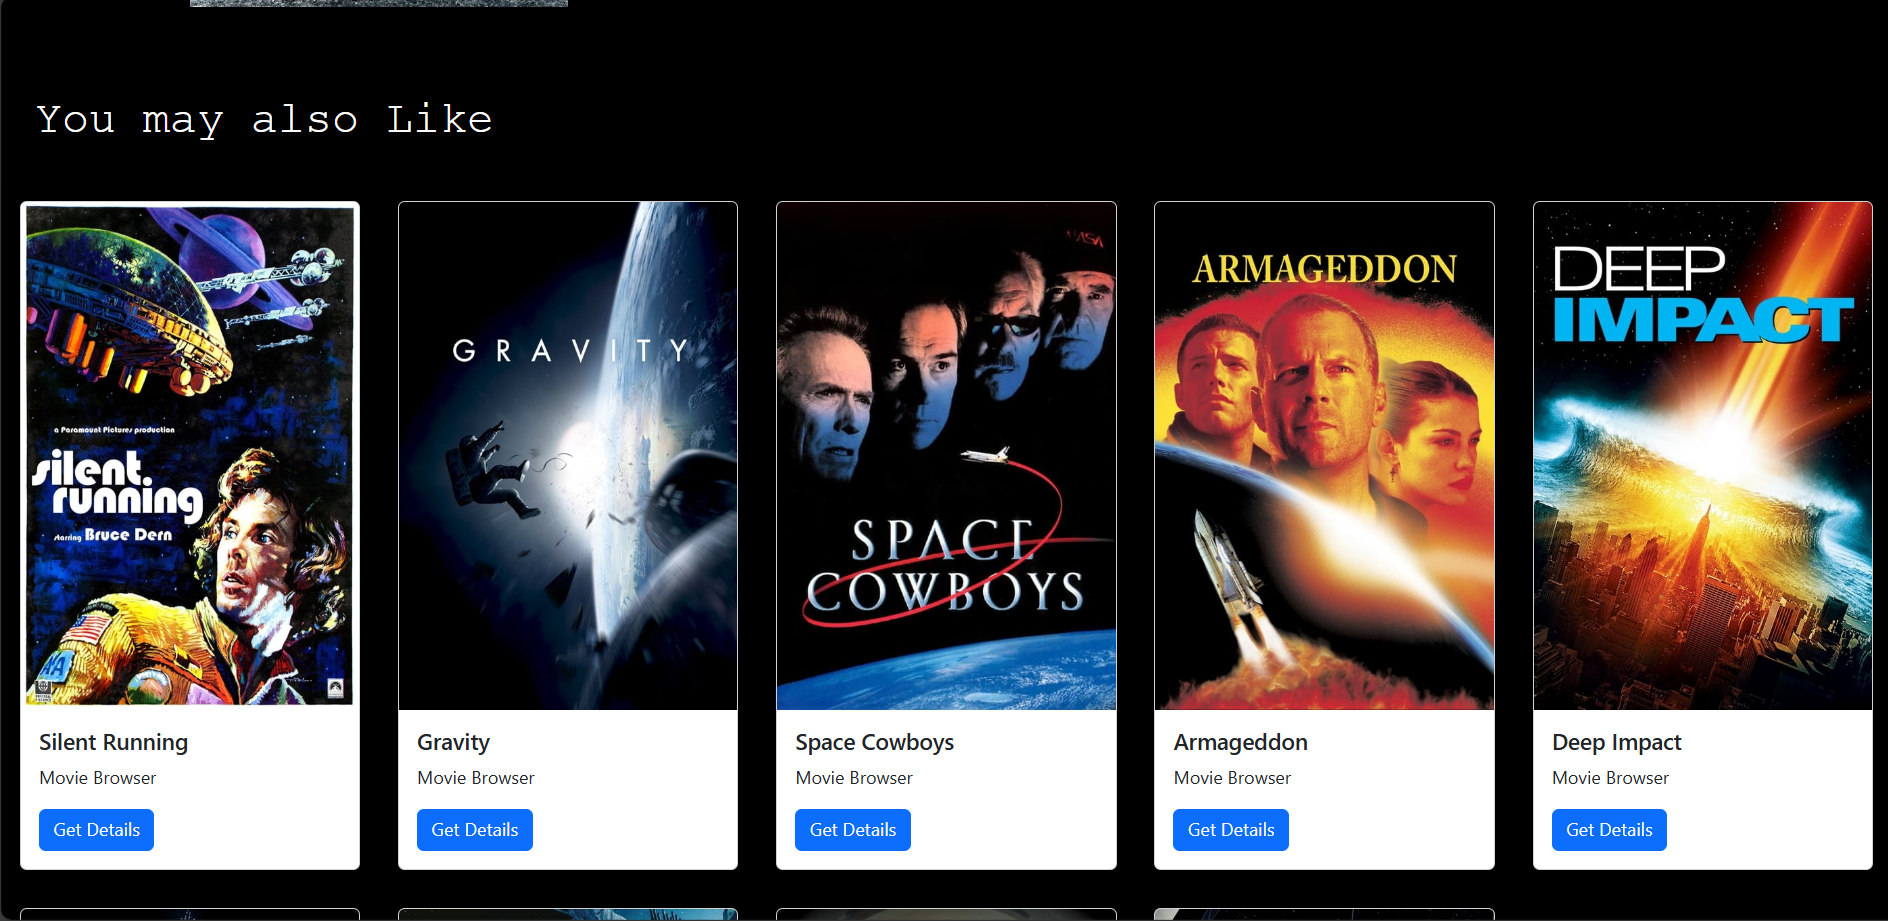 You may also Like
a Paramount Pictures production
silent running
starring Bruce Dern
GRAVITY
NASA
SPACE
COWBOYS
ARMAGEDDON
DEEP
IMPACT
Silent Running
Movie Browser
Get Details
Gravity
Movie Browser
Get Details
Space Cowboys
Movie Browser
Get Details
Armageddon
Movie Browser
Get Details
Deep Impact
Movie Browser
Get Details